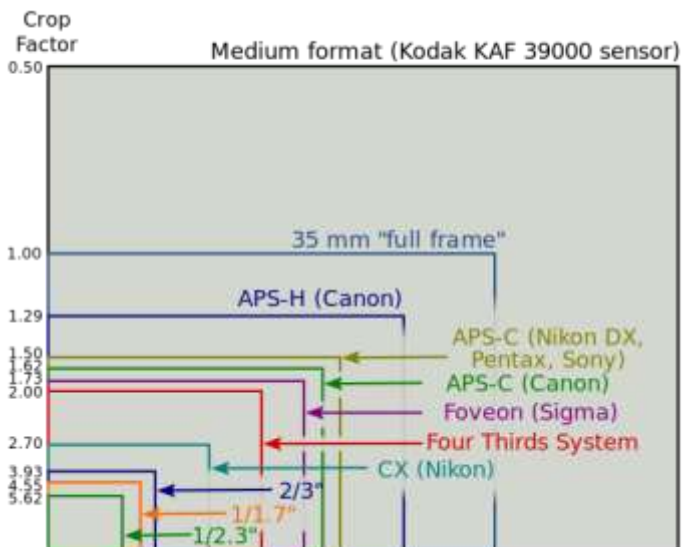 Crop
Factor
Medium format (Kodak KAF 39000 sensor)
0.50
35 mm "full frame"
1.00
APS-H (Canon)
1.29
APS-C (Nikon DX,
Pentax, Sony)
1.50
1.62
APS-C (Canon)
1.73
2.00
Foveon (Sigma)
Four Thirds System
2.70
CX (Nikon)
3.93
2/3"
4.55
1/1.7"
5.62
1/2.3"